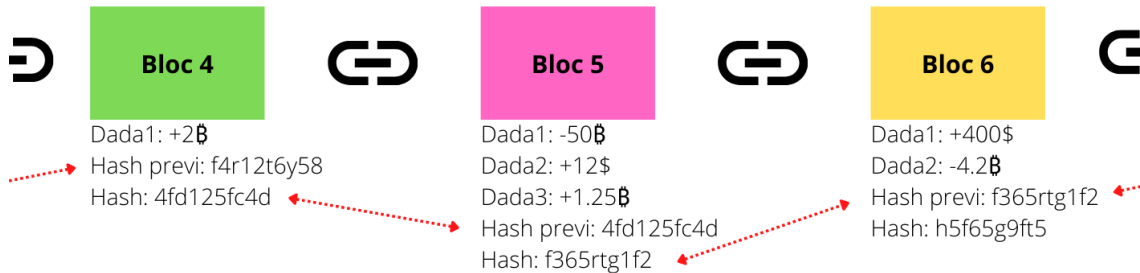 Bloc 4
Dada1: +2₿
Hash previ: f4r12t6y58
Hash: 4fd125fc4d
Bloc 5
Dada1: -50₿
Dada2: +12$
Dada3: +1.25₿
Hash previ: 4fd125fc4d
Hash: f365rtg1f2
Bloc 6
Dada1: +400$
Dada2: -4.2₿
Hash previ: f365rtg1f2
Hash: h5f65g9ft5